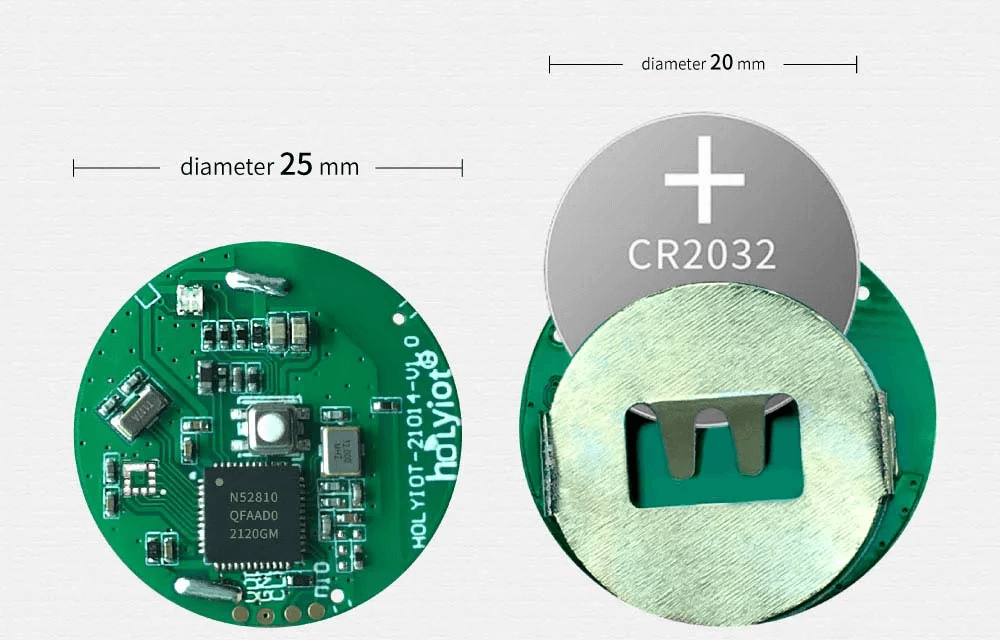 diameter 20 mm
diameter 25 mm
+
CR2032
HOLYIOT-21014-V1.0
holyiot®
N52810
QFAAD0
2120GM